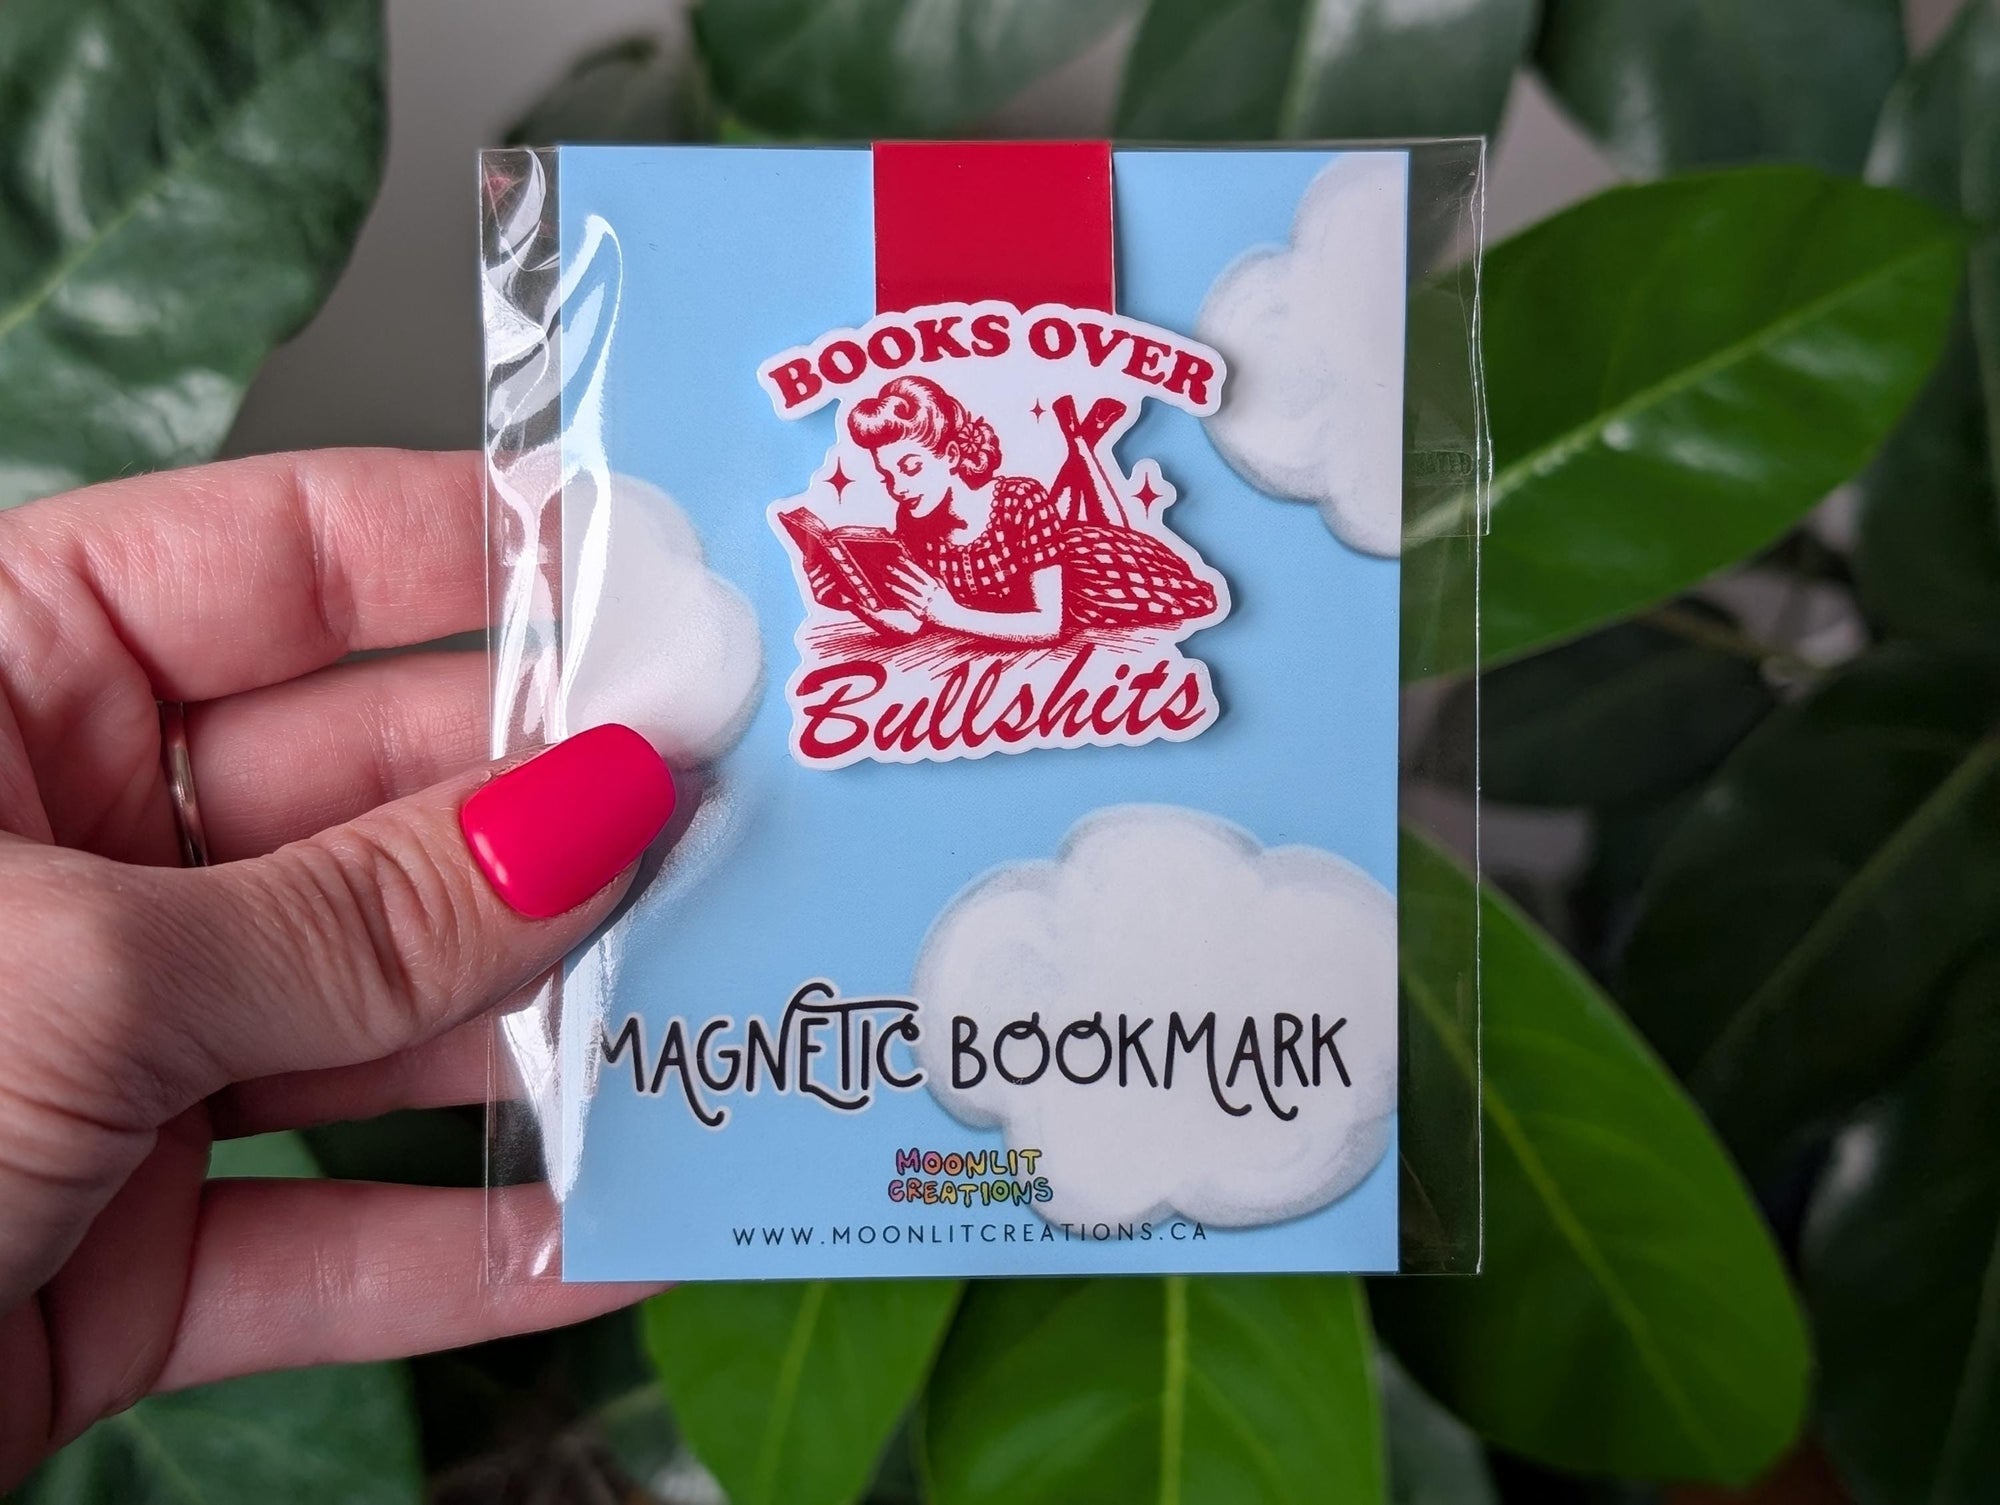 BOOKS OVER
Bullshits
MAGNETIC BOOKMARK
MOONLIT
CREATIONS
WWW.MOONLITCREATIONS.CA